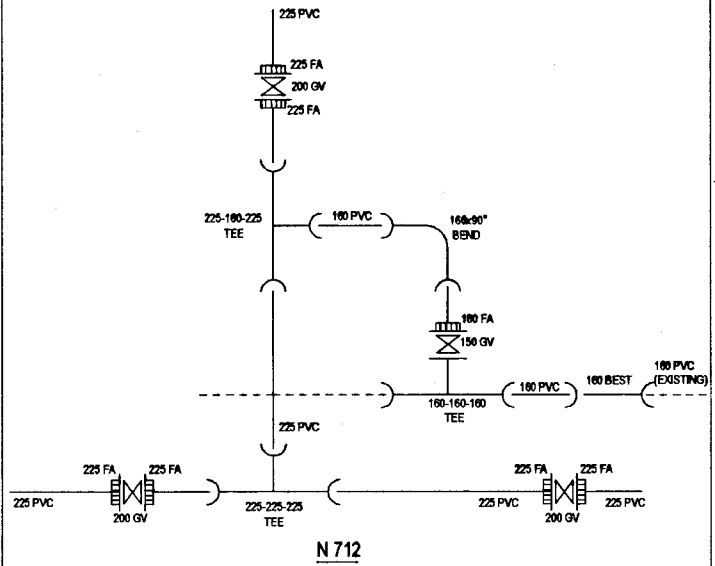 225 PVC
225 FA
200 GV
225 FA
225-160-225
TEE
160 PVC
160x90°
BEND
160 FA
150 GV
160 PVC
160 BEST
160 PVC
(EXISTING)
160-160-160
TEE
225 PVC
225 FA
225 FA
225 PVC
200 GV
225-225-225
TEE
225 PVC
225 FA
225 FA
200 GV
225 PVC
N 712